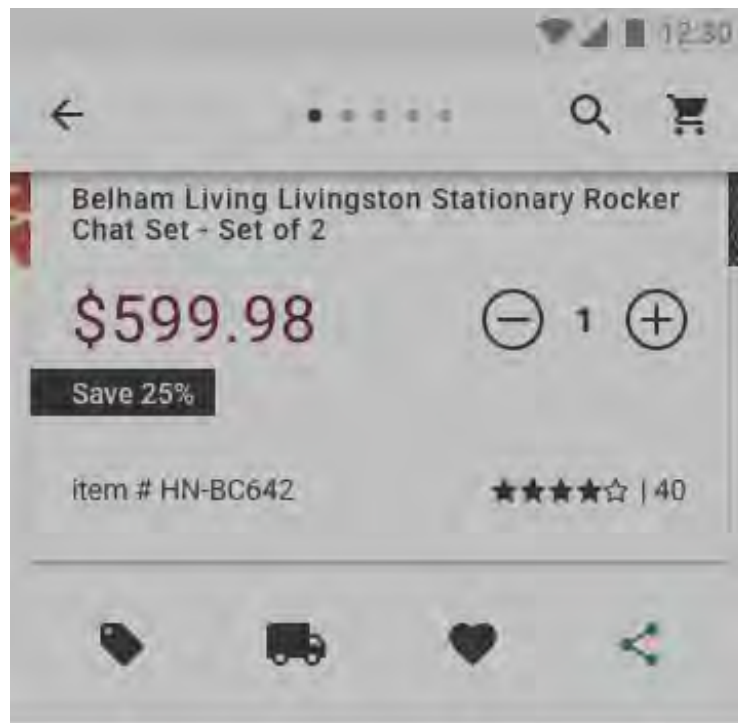 12:30
Belham Living Livingston Stationary Rocker
Chat Set - Set of 2
$599.98
1
Save 25%
item # HN-BC642
| 40